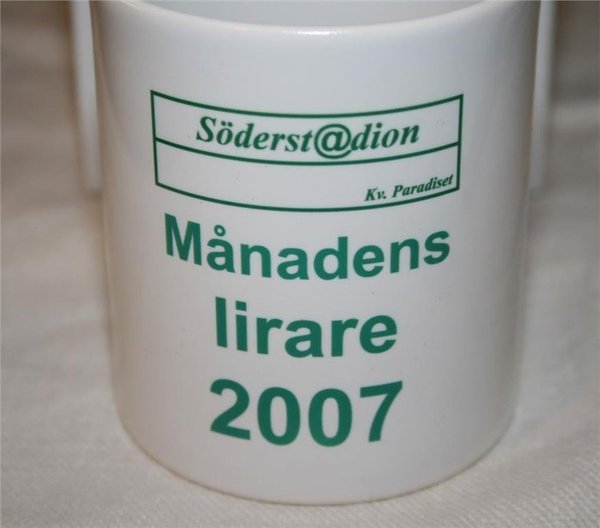 Söderst@dion
Kv. Paradiset
Månadens
lirare
2007